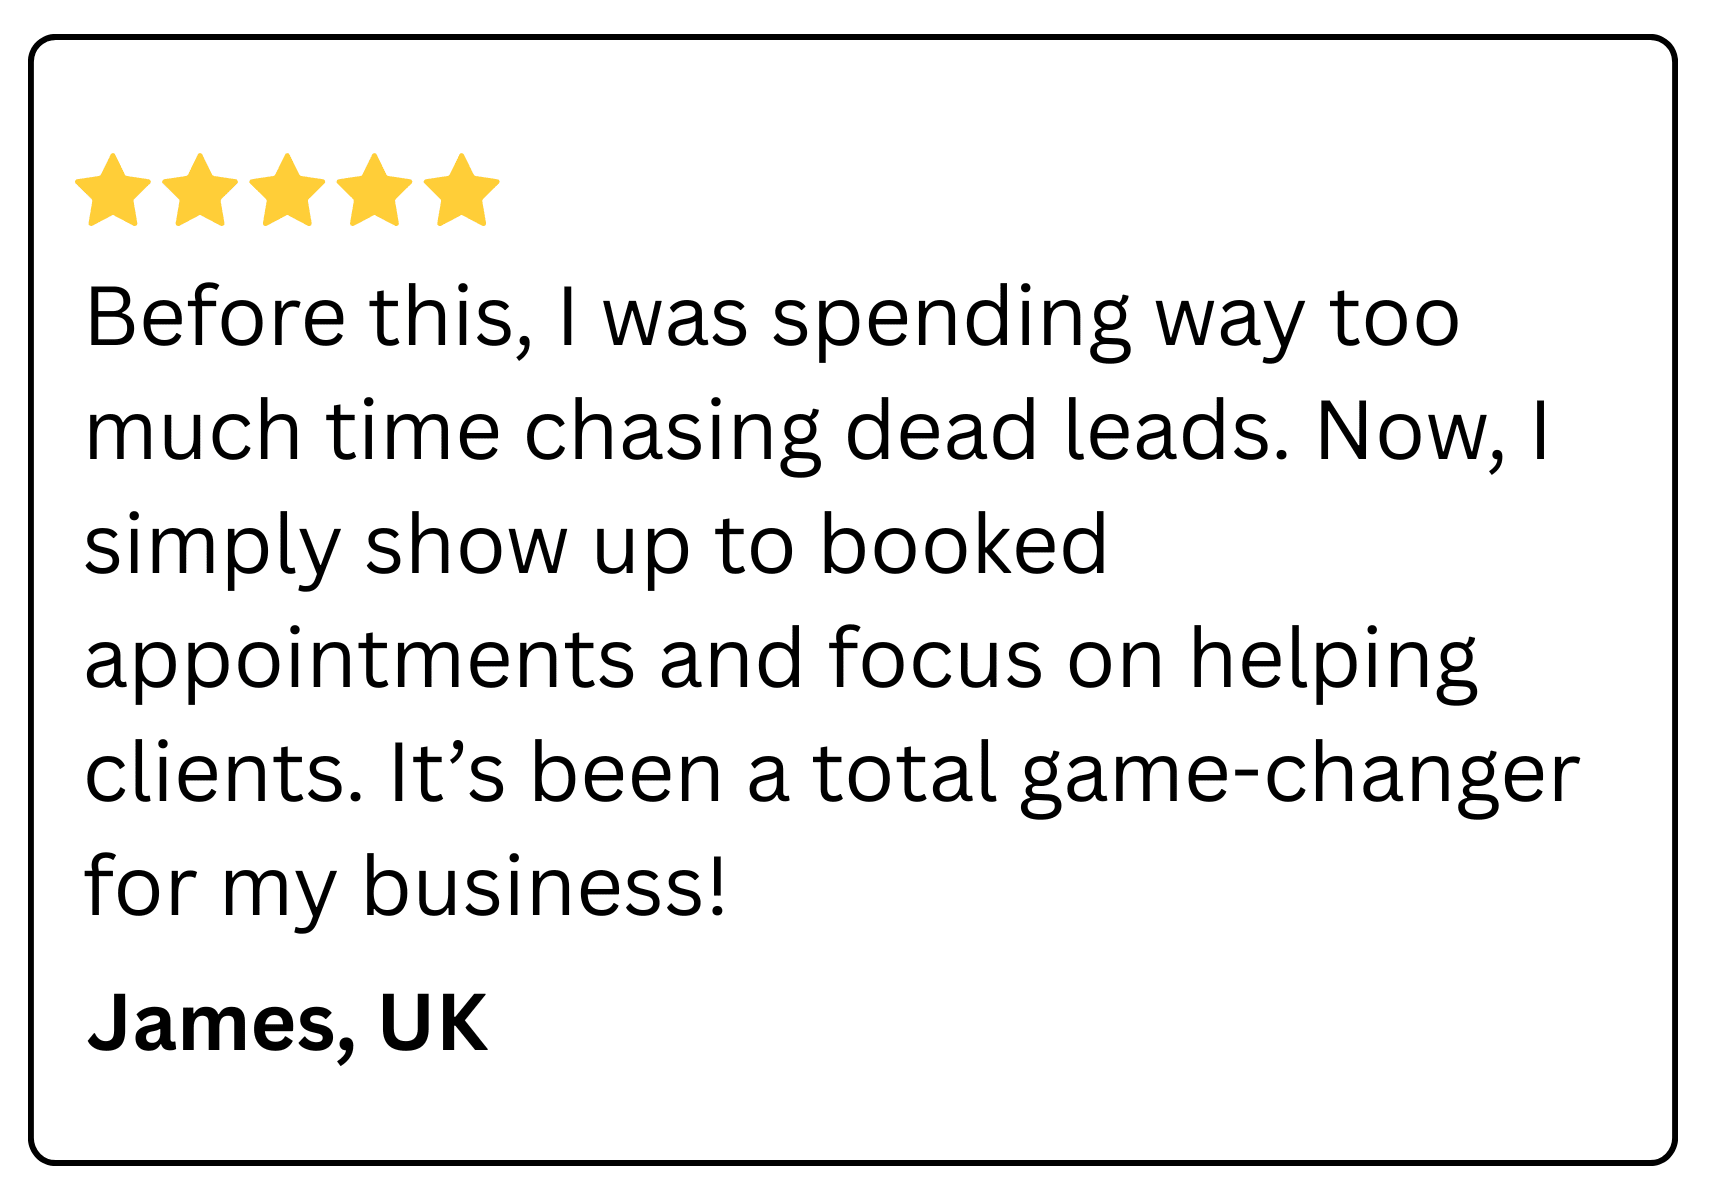 Before this, I was spending way too
much time chasing dead leads. Now, I
simply show up to booked
appointments and focus on helping
clients. It’s been a total game-changer
for my business!
James, UK